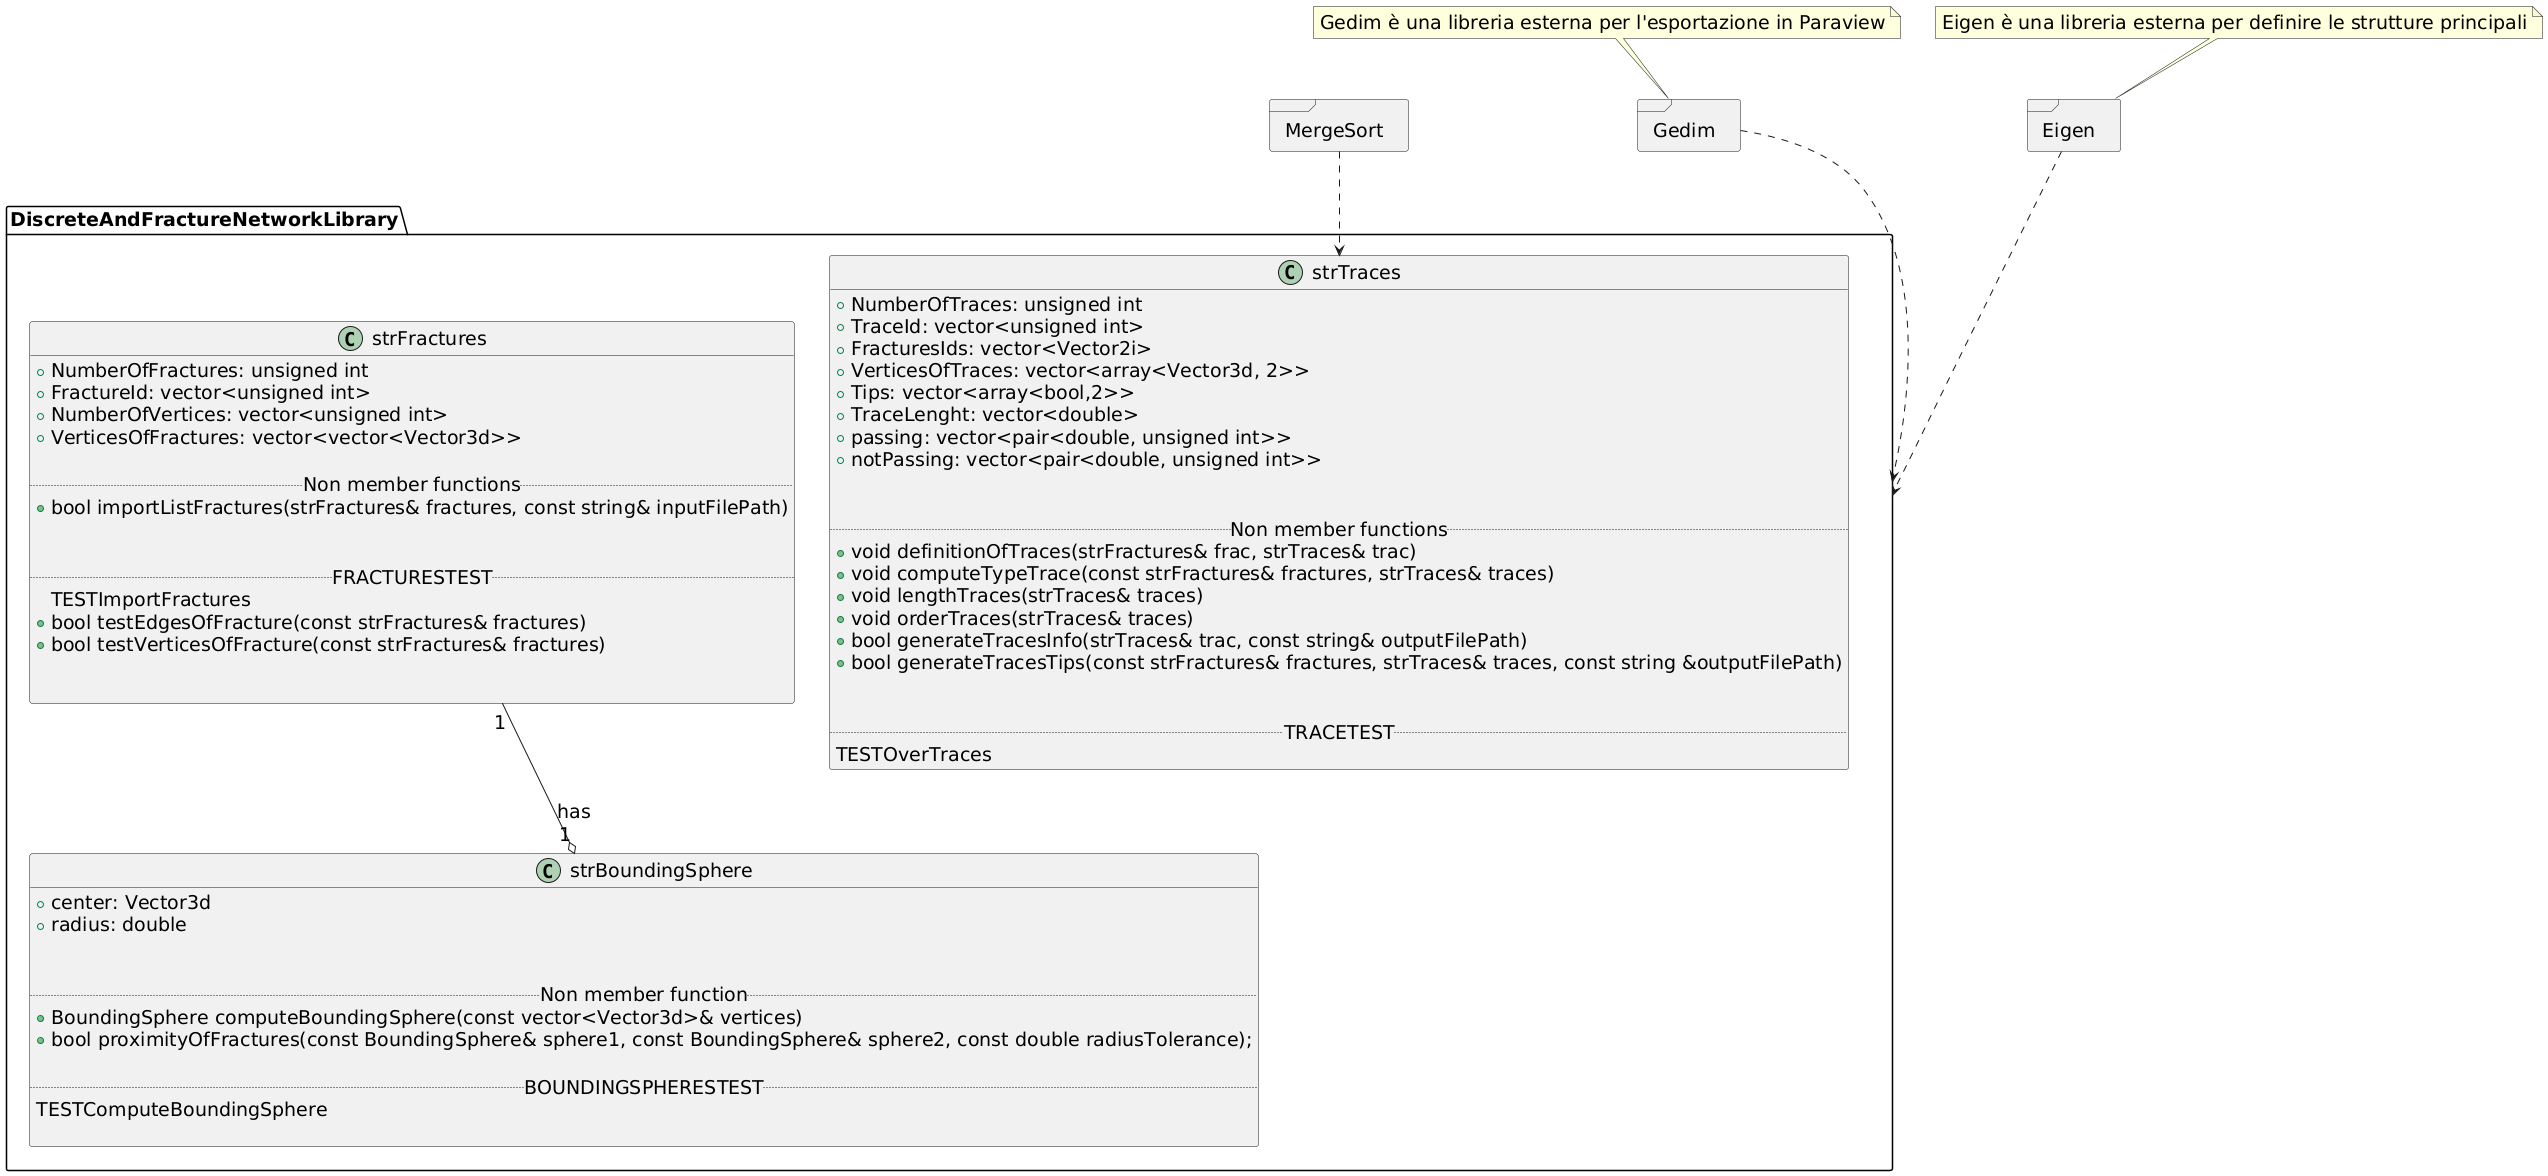 Gedim è una libreria esterna per l'esportazione in Paraview
Eigen è una libreria esterna per definire le strutture principali
MergeSort
Gedim
Eigen
DiscreteAndFractureNetworkLibrary
strTraces
NumberOfTraces: unsigned int
TraceId: vector<unsigned int>
FracturesIds: vector<Vector2i>
VerticesOfTraces: vector<array<Vector3d, 2>>
Tips: vector<array<bool,2>>
TraceLenght: vector<double>
passing: vector<pair<double, unsigned int>>
notPassing: vector<pair<double, unsigned int>>
Non member functions
void definitionOfTraces(strFractures& frac, strTraces& trac)
void computeTypeTrace(const strFractures& fractures, strTraces& traces)
void lengthTraces(strTraces& traces)
void orderTraces(strTraces& traces)
bool generateTracesInfo(strTraces& trac, const string& outputFilePath)
bool generateTracesTips(const strFractures& fractures, strTraces& traces, const string &outputFilePath)
TRACETEST
TESTOverTraces
strFractures
NumberOfFractures: unsigned int
FractureId: vector<unsigned int>
NumberOfVertices: vector<unsigned int>
VerticesOfFractures: vector<vector<Vector3d>>
Non member functions
bool importListFractures(strFractures& fractures, const string& inputFilePath)
FRACTURESTEST
TESTImportFractures
bool testEdgesOfFracture(const strFractures& fractures)
bool testVerticesOfFracture(const strFractures& fractures)
1
has
1
strBoundingSphere
center: Vector3d
radius: double
Non member function
BoundingSphere computeBoundingSphere(const vector<Vector3d>& vertices)
bool proximityOfFractures(const BoundingSphere& sphere1, const BoundingSphere& sphere2, const double radiusTolerance);
BOUNDINGSPHERESTEST
TESTComputeBoundingSphere